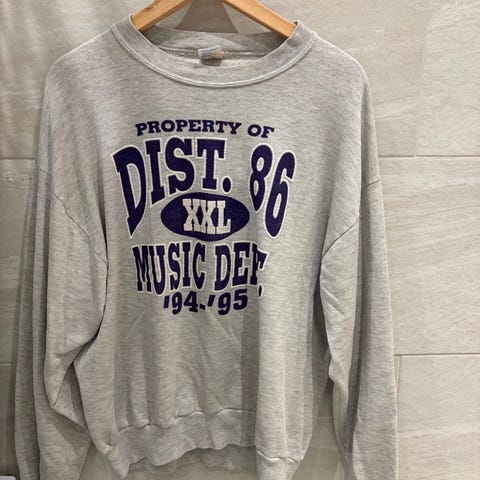 PROPERTY OF
DIST. 86
XXL
MUSIC DEPT.
'94-'95